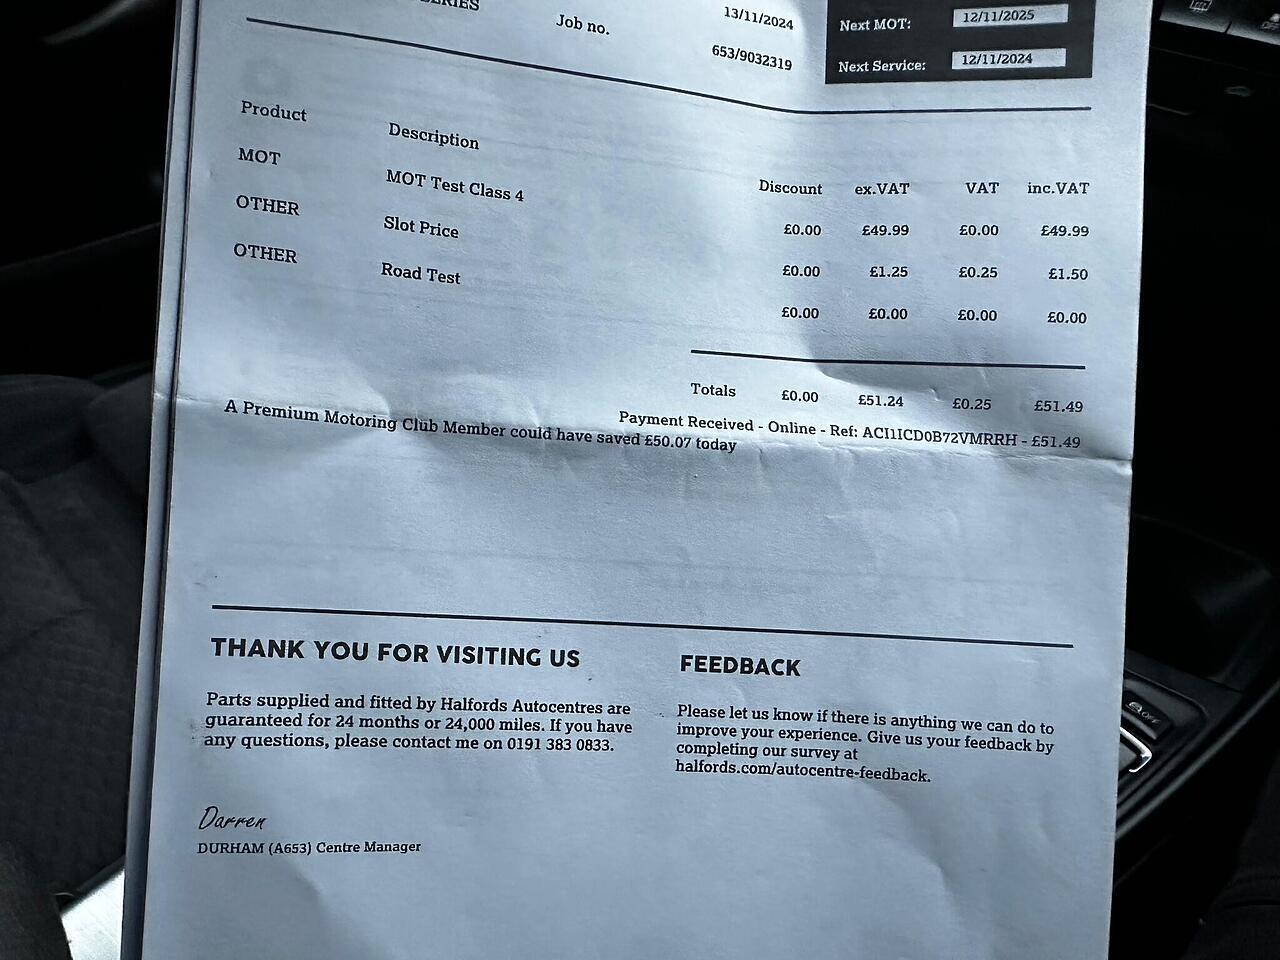 13/11/2024
Job no.
653/9032319
Next MOT: 12/11/2025
Next Service: 12/11/2024
Product Description Discount ex.VAT VAT inc.VAT
MOT MOT Test Class 4 £0.00 £49.99 £0.00 £49.99
OTHER Slot Price £0.00 £1.25 £0.25 £1.50
OTHER Road Test £0.00 £0.00 £0.00 £0.00
Totals £0.00 £51.24 £0.25 £51.49
Payment Received - Online - Ref: ACI1ICD0B72VMRRH - £51.49
A Premium Motoring Club Member could have saved £50.07 today
THANK YOU FOR VISITING US
Parts supplied and fitted by Halfords Autocentres are
guaranteed for 24 months or 24,000 miles. If you have
any questions, please contact me on 0191 383 0833.
Darren
DURHAM (A653) Centre Manager
FEEDBACK
Please let us know if there is anything we can do to
improve your experience. Give us your feedback by
completing our survey at
halfords.com/autocentre-feedback.
OFF